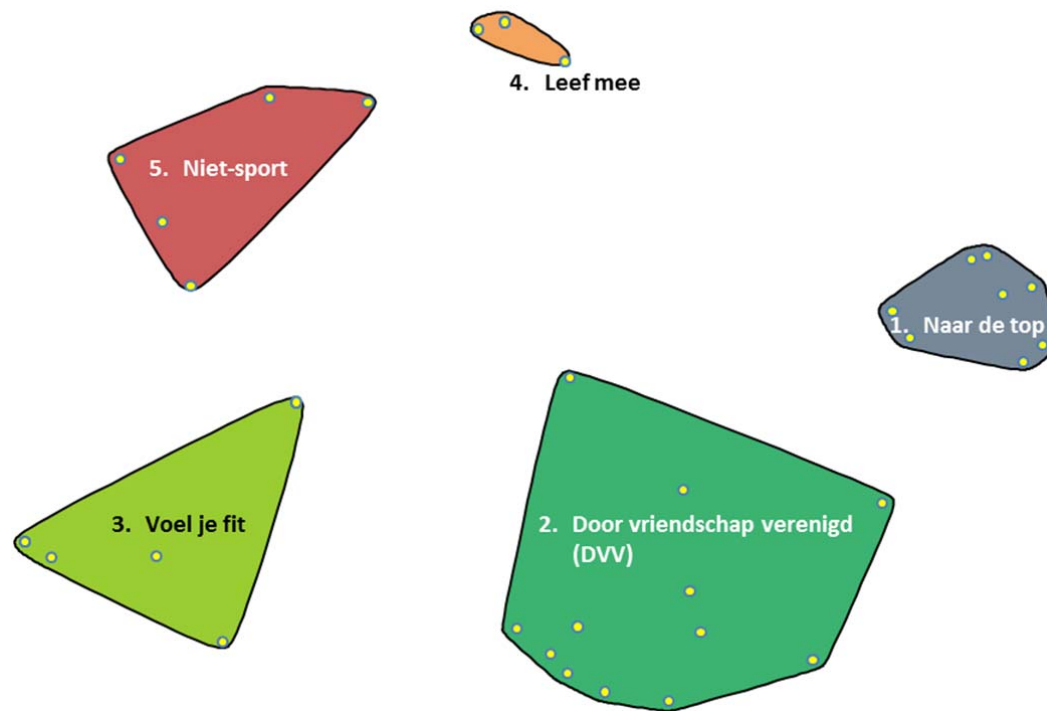 4. Leef mee
5. Niet-sport
1. Naar de top
3. Voel je fit
2. Door vriendschap verenigd
(DVV)